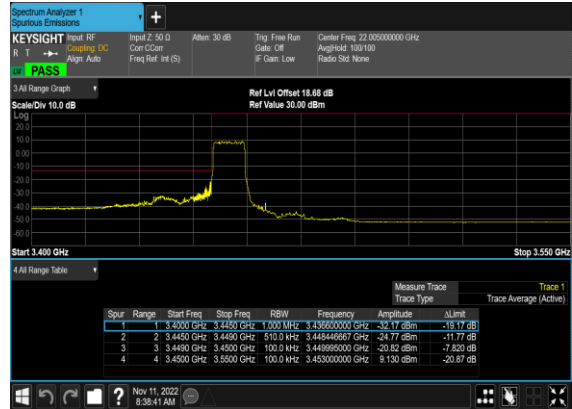 Spectrum Analyzer 1
Spurious Emissions
+
KEYSIGHT Input: RF Input Z: 50 Ω Atten: 30 dB Trig: Free Run Center Freq: 22.005000000 GHz
R T Coupling: DC Corr CCorr Gate: Off Avg|Hold: 100/100
Align: Auto Freq Ref: Int (S) IF Gain: Low Radio Std: None
PASS
3 All Range Graph
Ref Lvl Offset 18.68 dB
Scale/Div 10.0 dB Ref Value 30.00 dBm
Log
20.0
10.0
0.00
-10.0
-20.0
-30.0
-40.0
-50.0
-60.0
Start 3.400 GHz Stop 3.550 GHz
4 All Range Table
Measure Trace Trace 1
Trace Type Trace Average (Active)
Spur Range Start Freq Stop Freq RBW Frequency Amplitude ΔLimit
1 1 3.4000 GHz 3.4450 GHz 1.000 MHz 3.436600000 GHz -32.17 dBm -19.17 dB
2 2 3.4450 GHz 3.4490 GHz 510.0 kHz 3.448446667 GHz -24.77 dBm -11.77 dB
3 3 3.4490 GHz 3.4500 GHz 100.0 kHz 3.449995000 GHz -20.82 dBm -7.820 dB
4 4 3.4500 GHz 3.5500 GHz 100.0 kHz 3.453000000 GHz 9.130 dBm -20.87 dB
? Nov 11, 2022
8:38:41 AM